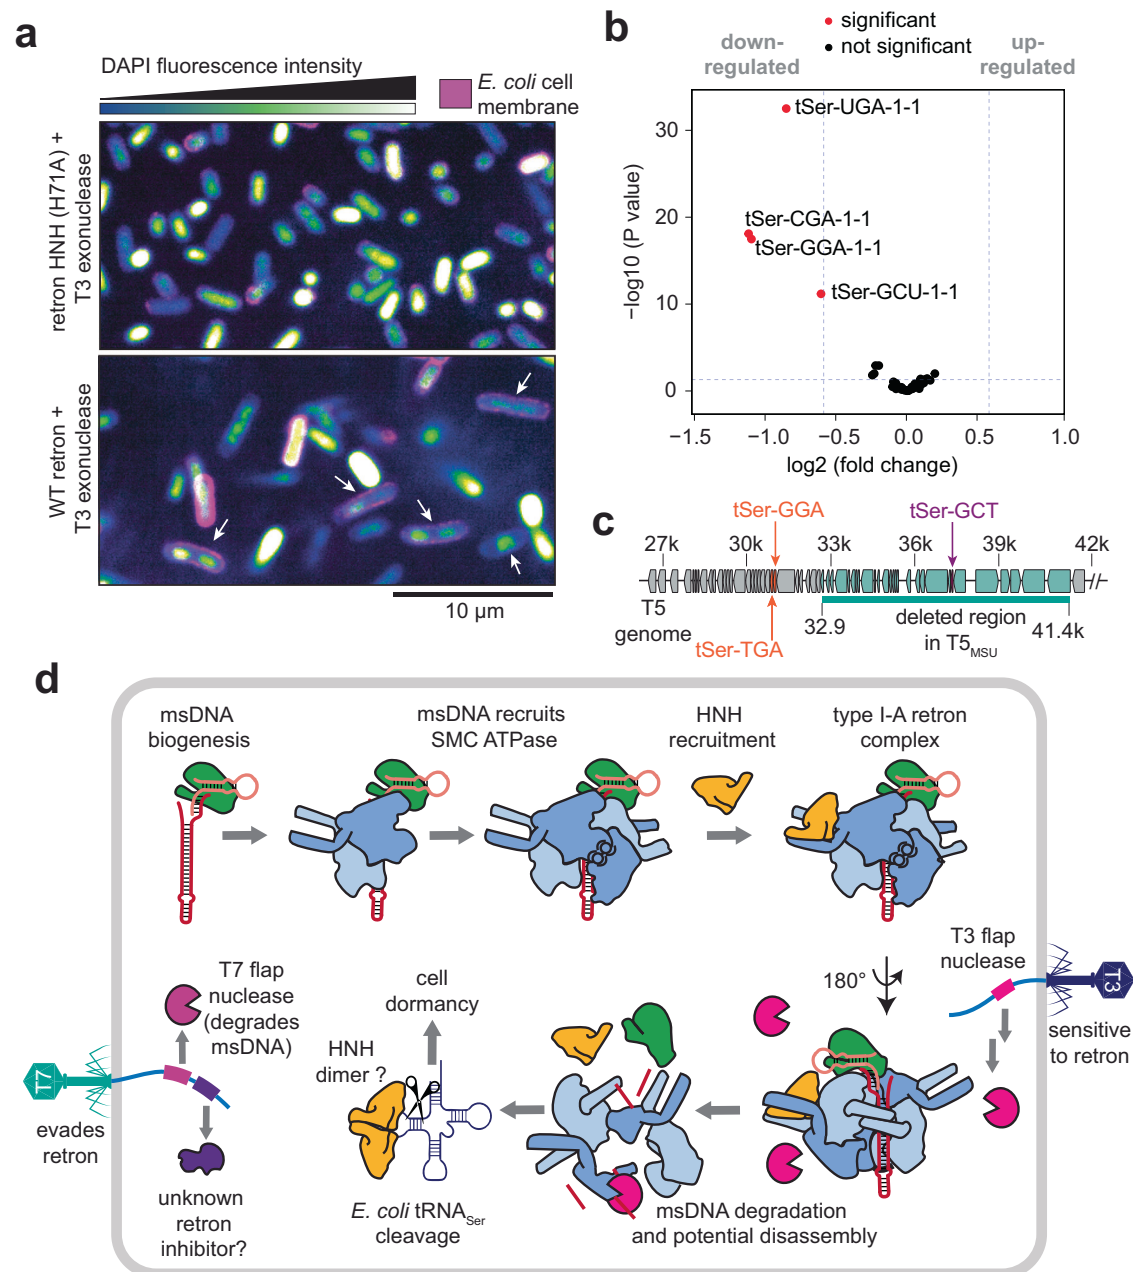 a
DAPI fluorescence intensity
E. coli cell
membrane
retron HNH (H71A) +
T3 exonuclease
WT retron +
T3 exonuclease
10 µm
b
significant
not significant
down-
regulated
up-
regulated
tSer-UGA-1-1
tSer-CGA-1-1
tSer-GGA-1-1
tSer-GCU-1-1
−log10 (P value)
30
20
10
0
−1.5
−1.0
−0.5
0.0
0.5
1.0
log2 (fold change)
c
tSer-GGA
tSer-GCT
27k
30k
33k
36k
39k
42k
T5
genome
tSer-TGA
32.9
deleted region
in T5MSU
41.4k
d
msDNA
biogenesis
msDNA recruits
SMC ATPase
HNH
recruitment
type I-A retron
complex
T3 flap
nuclease
T3
sensitive
to retron
180°
T7 flap
nuclease
(degrades
msDNA)
cell
dormancy
HNH
dimer ?
T7
evades
retron
unknown
retron
inhibitor?
E. coli tRNASer
cleavage
msDNA degradation
and potential disassembly